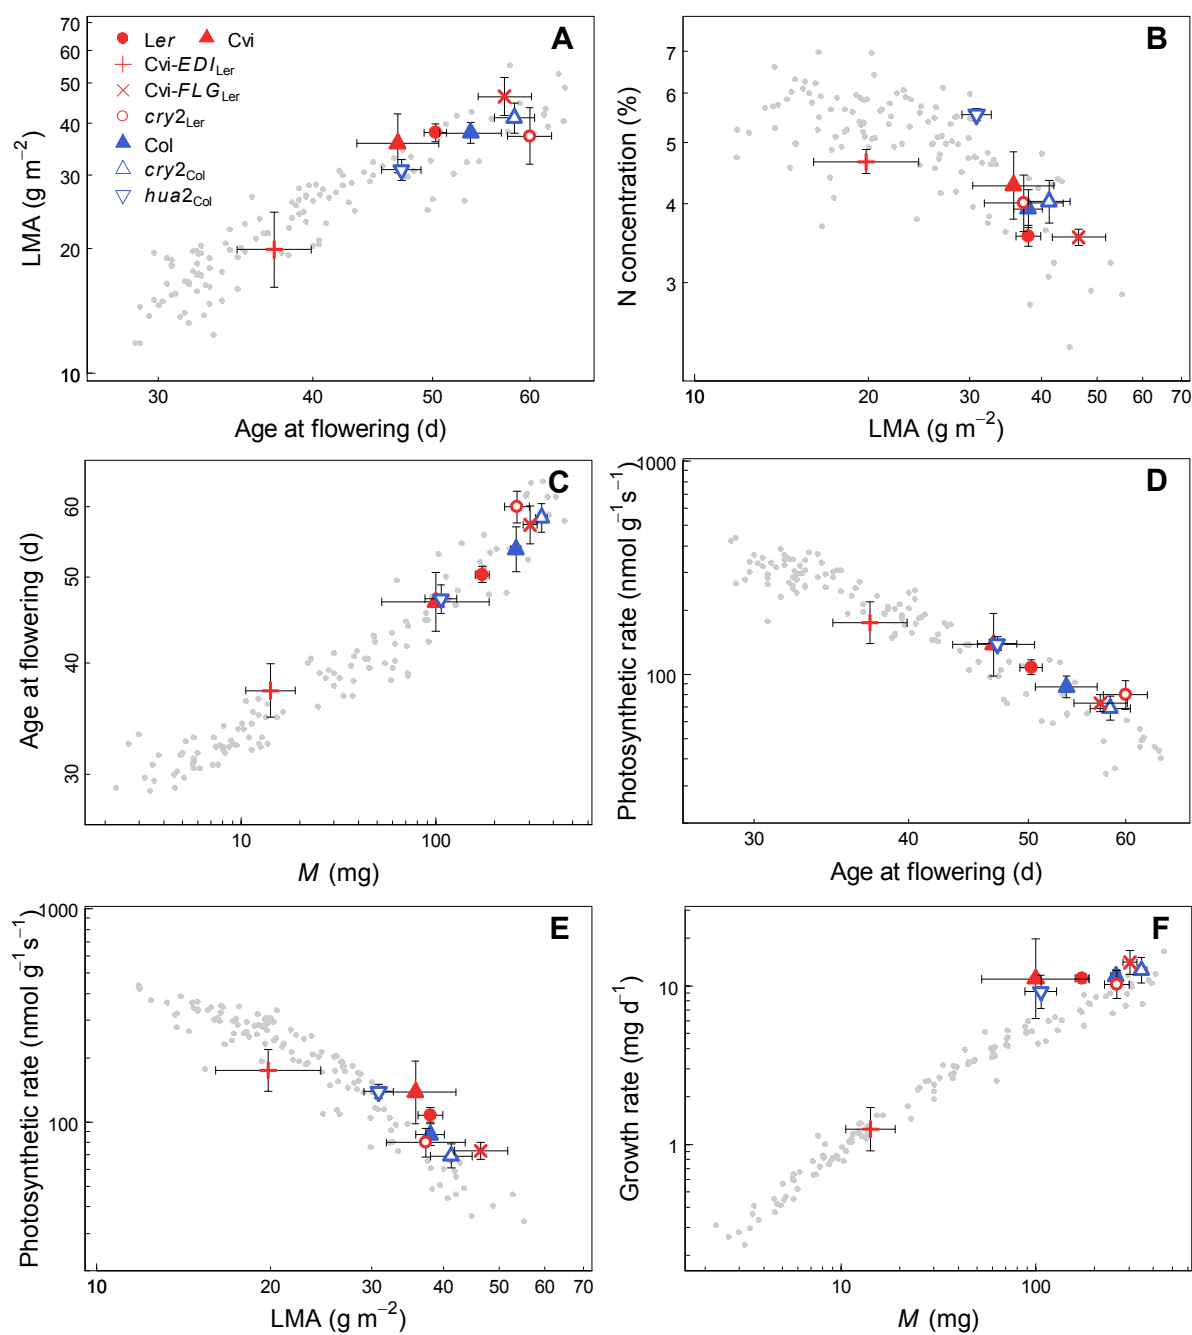 A
70
60
50
40
30
20
10
LMA (g m−2)
Ler Cvi
Cvi-EDILer
Cvi-FLGLer
cry2Ler
Col
cry2Col
hua2Col
30 40 50 60
Age at flowering (d)
B
7
6
5
4
3
N concentration (%)
10 20 30 40 50 60 70
LMA (g m−2)
C
60
50
40
30
Age at flowering (d)
10 100
M (mg)
D
1000
100
Photosynthetic rate (nmol g−1s−1)
30 40 50 60
Age at flowering (d)
E
1000
100
Photosynthetic rate (nmol g−1s−1)
10 20 30 40 50 60 70
LMA (g m−2)
F
10
1
Growth rate (mg d−1)
10 100
M (mg)